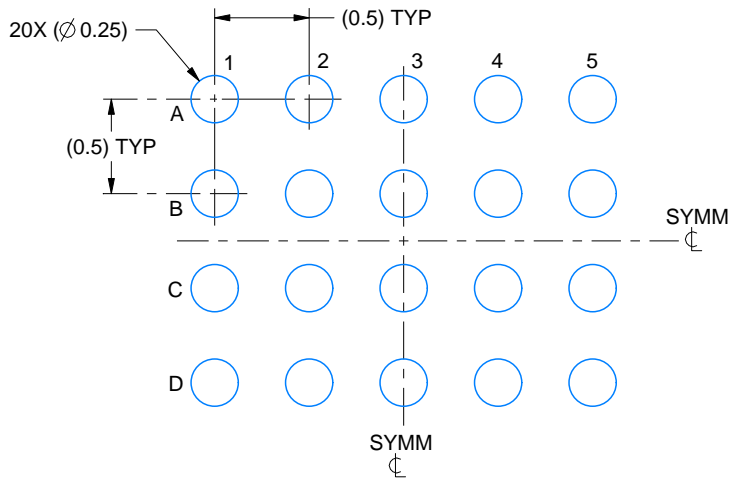 (0.5) TYP
20X (∅ 0.25)
1 2 3 4 5
A
(0.5) TYP
B
SYMM
℄
C
D
SYMM
℄